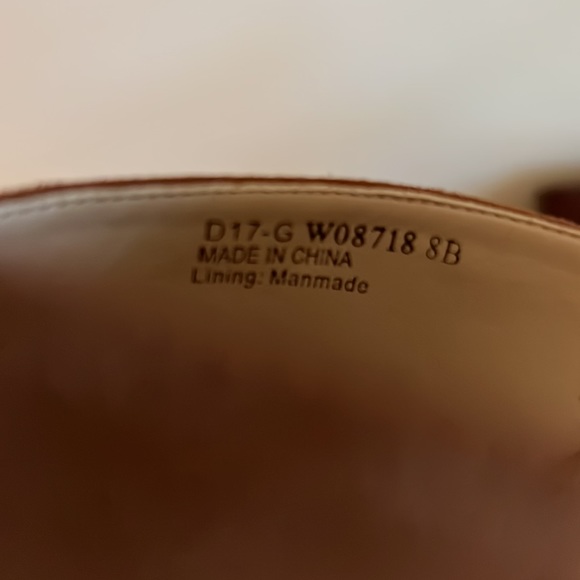 D17-G W08718 8B
MADE IN CHINA
Lining: Manmade